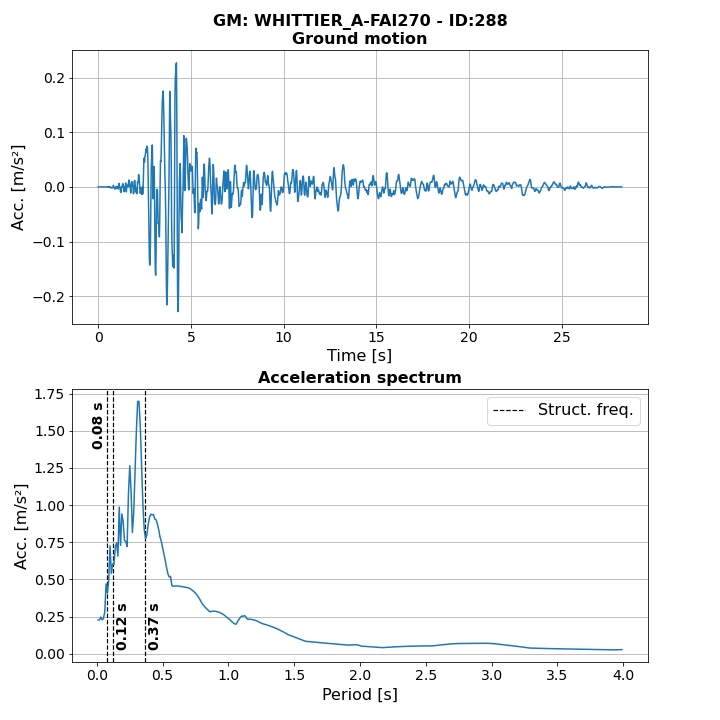 GM: WHITTIER_A-FAI270 - ID:288
Ground motion
0.2
0.1
0.0
−0.1
−0.2
Acc. [m/s²]
0 5 10 15 20 25
Time [s]
Acceleration spectrum
1.75
1.50
1.25
1.00
0.75
0.50
0.25
0.00
Acc. [m/s²]
Struct. freq.
0.08 s
0.12 s
0.37 s
0.0 0.5 1.0 1.5 2.0 2.5 3.0 3.5 4.0
Period [s]